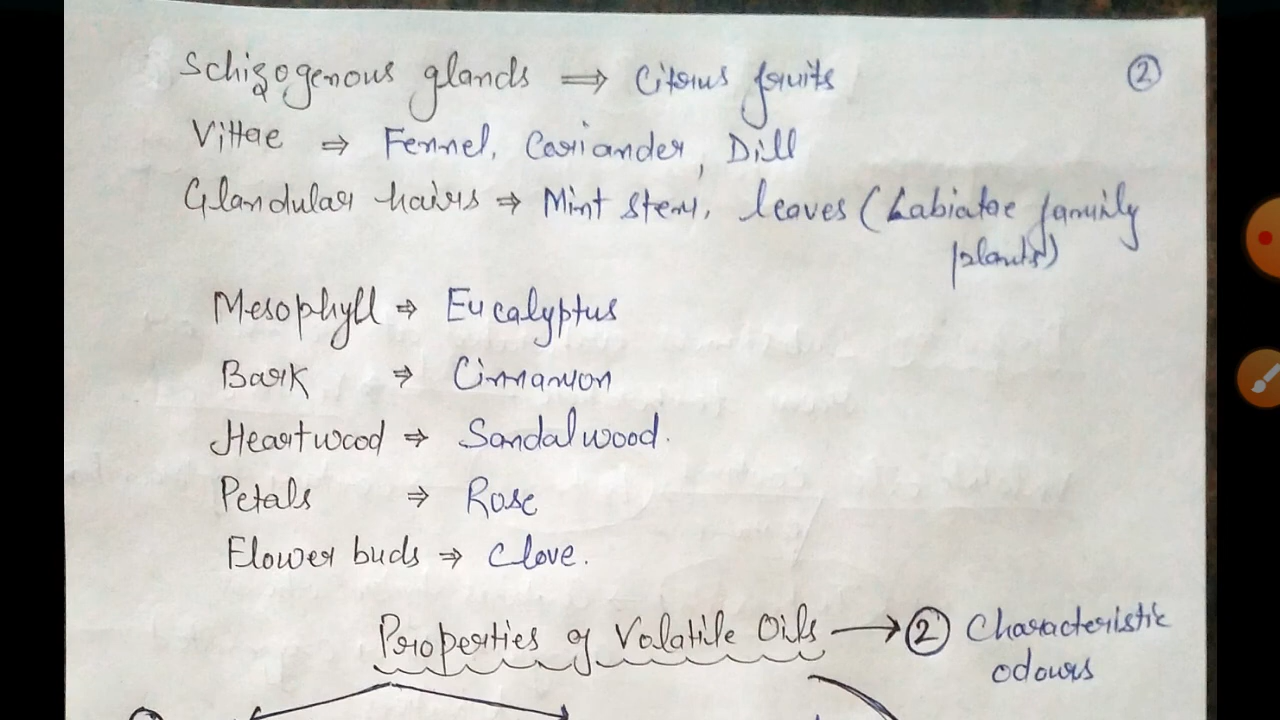 Schizogenous glands ⇒ Citrus fruits
②
Vittae ⇒ Fennel, Coriander, Dill
Glandular hairs ⇒ Mint stem, leaves (Labiatae family
plants)
Mesophyll ⇒ Eucalyptus
Bark ⇒ Cinnamon
Heartwood ⇒ Sandalwood.
Petals ⇒ Rose
Flower buds ⇒ Clove.
Properties of Volatile Oils → ② Characteristic
odours